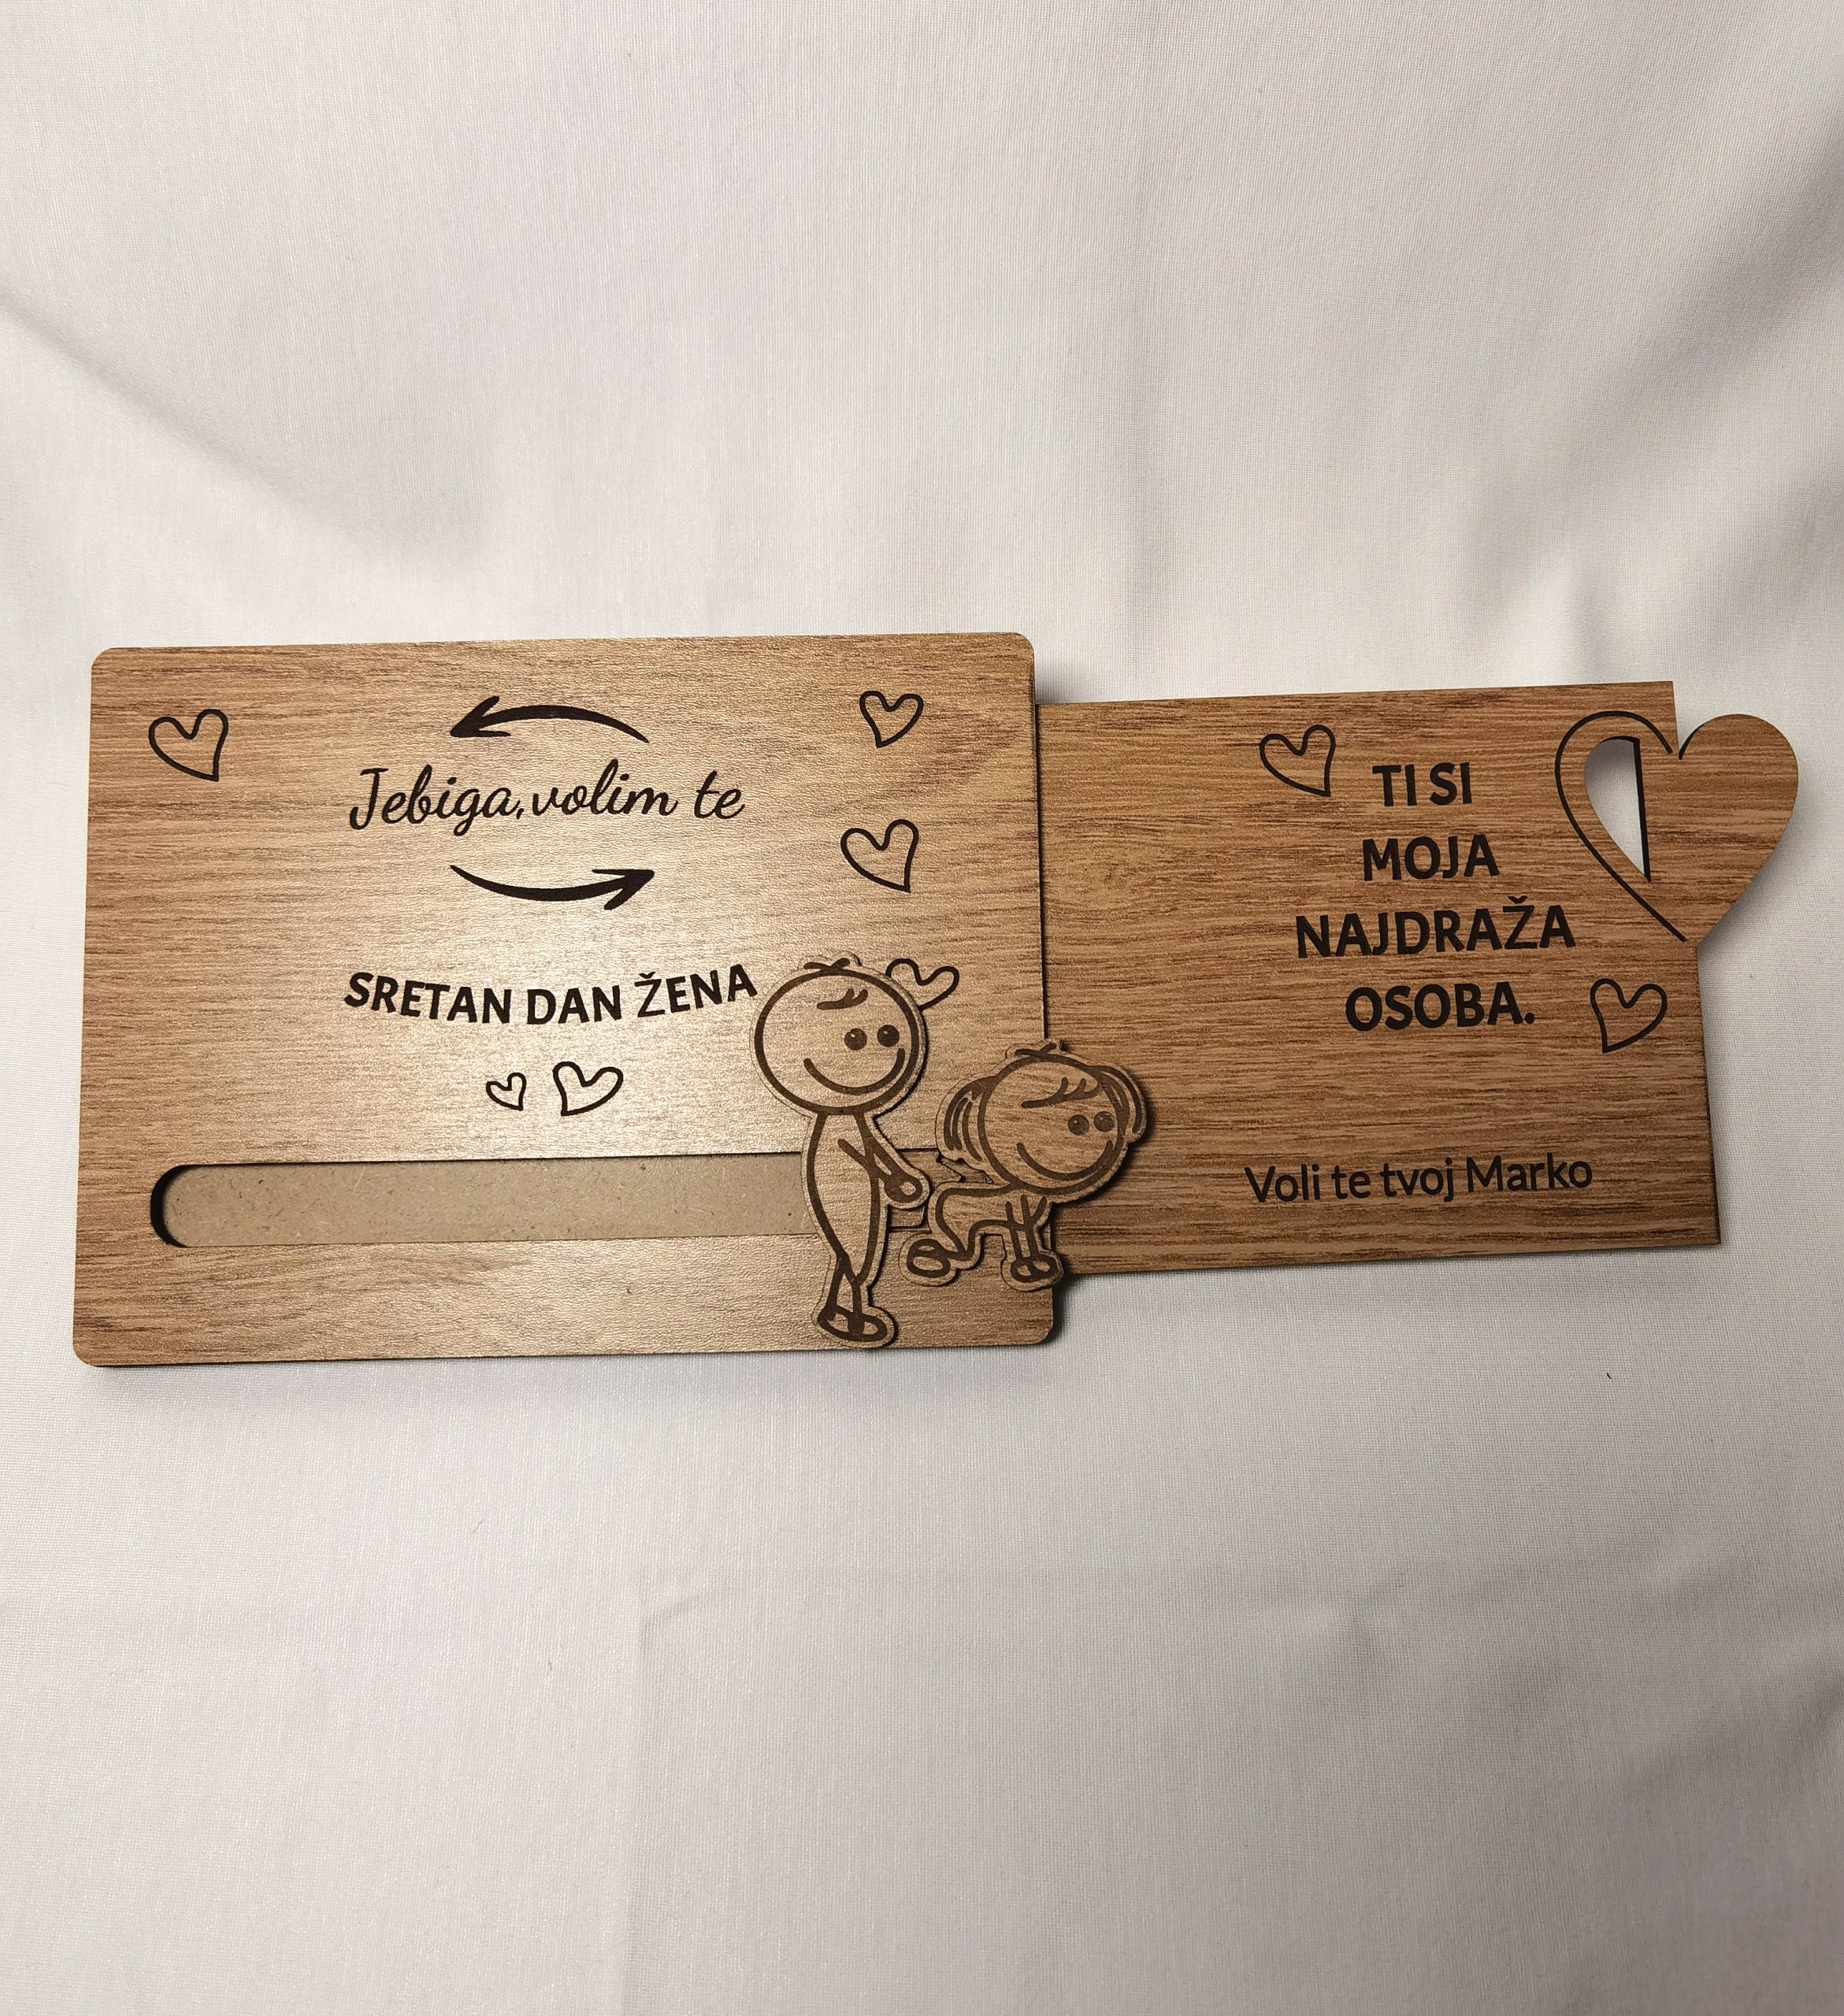 Jebiga,volim te
SRETAN DAN ŽENA
TI SI
MOJA
NAJDRAŽA
OSOBA.
Voli te tvoj Marko